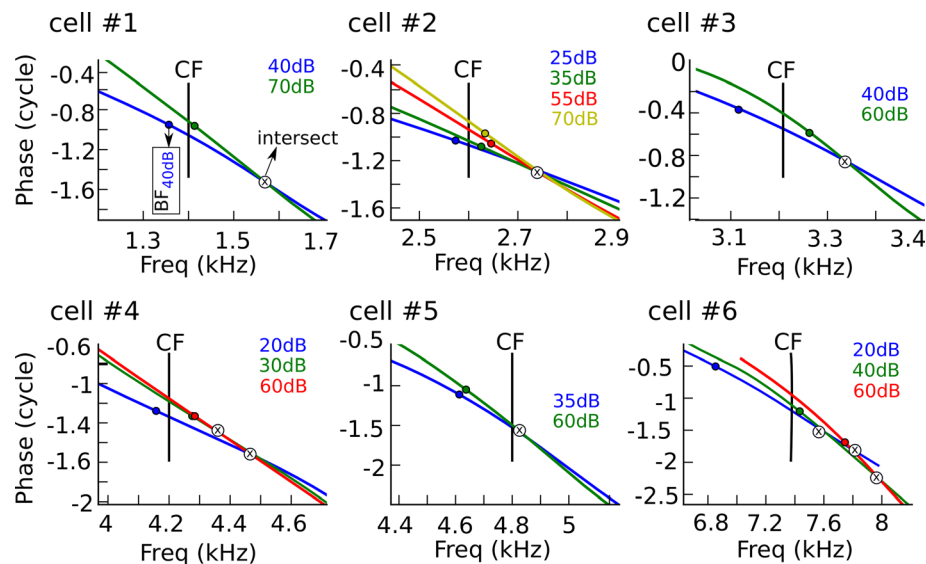 cell #1
cell #2
cell #3
Phase (cycle)
-0.4
-0.8
-1.2
-1.6
CF
40dB
70dB
BF40dB
intersect
1.3
1.5
1.7
Freq (kHz)
-0.4
-0.8
-1.2
-1.6
CF
25dB
35dB
55dB
70dB
x
2.5
2.7
2.9
Freq (kHz)
0
-0.4
-0.8
-1.2
CF
40dB
60dB
x
3.1
3.3
3.4
Freq (kHz)
cell #4
cell #5
cell #6
Phase (cycle)
-0.6
-1
-1.4
-1.6
-2
CF
20dB
30dB
60dB
x
x
4
4.2
4.4
4.6
Freq (kHz)
-0.5
-1
-1.5
-2
CF
35dB
60dB
x
4.4
4.6
4.8
5
Freq (kHz)
-0.5
-1
-1.5
-2
-2.5
CF
20dB
40dB
60dB
x
x
x
6.8
7.2
7.6
8
Freq (kHz)